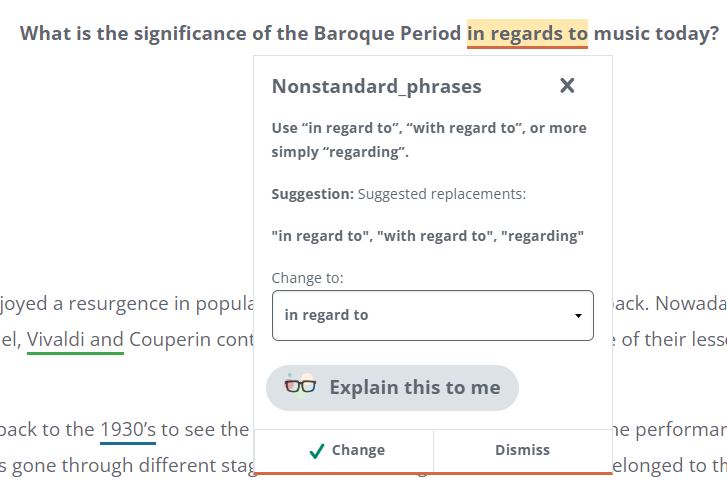 What is the significance of the Baroque Period in regards to music today?
Nonstandard_phrases
Use “in regard to”, “with regard to”, or more
simply “regarding”.
Suggestion: Suggested replacements:
"in regard to", "with regard to", "regarding"
Change to:
joyed a resurgence in popula
ack. Nowada
in regard to
el, Vivaldi and Couperin cont
of their less
Explain this to me
back to the 1930’s to see the
he performan
Change
Dismiss
s gone through different stag
elonged to th